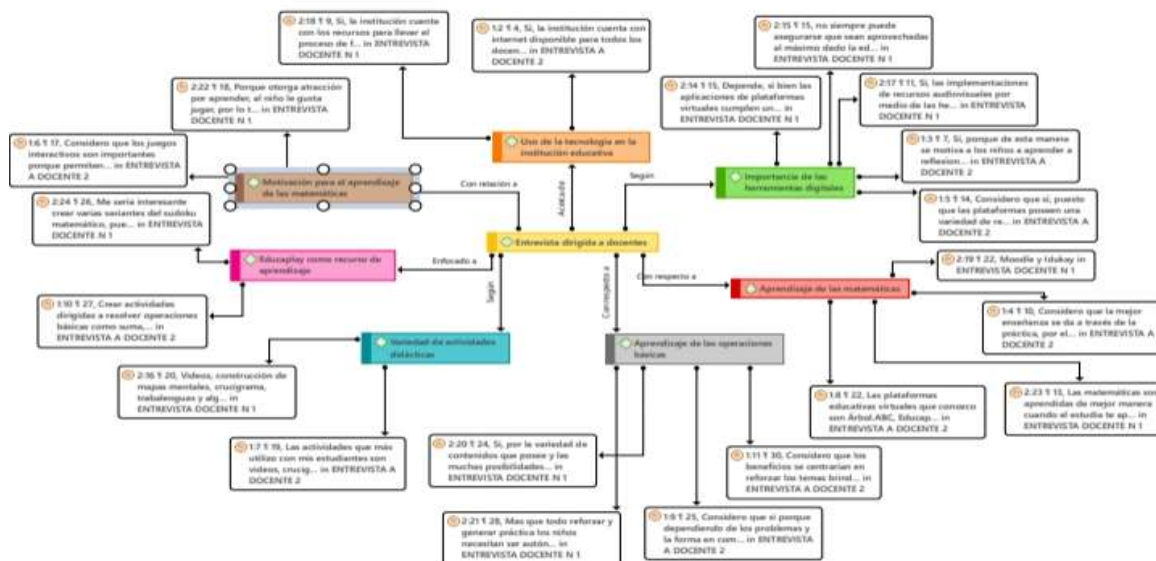 2:18 ¶ 9, Si, la institución cuenta
con los recursos para llevar el
proceso de f... in ENTREVISTA
DOCENTE N 1
1:2 ¶ 4, Si, la institución cuenta con
internet disponible para todos los
docen... in ENTREVISTA A
DOCENTE 2
2:15 ¶ 15, no siempre puede
asegurarse que sean aprovechadas
al máximo dado la ed... in
ENTREVISTA DOCENTE N 1
2:22 ¶ 18, Porque otorga atracción
por aprender, al niño le gusta
jugar, por lo t... in ENTREVISTA
DOCENTE N 1
2:14 ¶ 15, Depende, si bien las
aplicaciones de plataformas
virtuales cumplen un...
in ENTREVISTA DOCENTE N 1
2:17 ¶ 11, Si, las implementaciones
de recursos audiovisuales por
medio de las he... in
ENTREVISTA DOCENTE N 1
1:6 ¶ 17, Considero que los juegos
interactivos son importantes
porque permiten... in ENTREVISTA
A DOCENTE 2
Uso de la tecnología en la
institución educativa
1:3 ¶ 7, Si, porque de esta manera
se motiva a los niños a aprender a
reflexion... in ENTREVISTA A
DOCENTE 2
Motivación para el aprendizaje
de las matemáticas
Con relación a
Acotado
Según
Importancia de las
herramientas digitales
2:24 ¶ 26, Me sería interesante
crear varias variantes del sudoku
matemático, pue... in
ENTREVISTA DOCENTE N 1
1:5 ¶ 14, Considero que si, puesto
que las plataformas poseen una
variedad de re... in ENTREVISTA A
DOCENTE 2
Entrevista dirigida a docentes
Educaplay como recurso de
aprendizaje
Enfocado a
Según
Con respecto a
Con respecto a
2:19 ¶ 22, Moodle y Idukay in
ENTREVISTA DOCENTE N 1
Aprendizaje de las matemáticas
1:10 ¶ 27, Crear actividades
dirigidas a resolver operaciones
básicas como suma,... in
ENTREVISTA A DOCENTE 2
1:4 ¶ 10, Considero que la mejor
enseñanza se da a través de la
práctica, por el... in ENTREVISTA A
DOCENTE 2
Variedad de actividades
didácticas
Aprendizaje de las operaciones
básicas
2:16 ¶ 20, Videos, construcción de
mapas mentales, crucigrama,
trabalenguas y alg... in
ENTREVISTA DOCENTE N 1
1:8 ¶ 22, Las plataformas
educativas virtuales que conozco
son Árbol ABC, Educap... in
ENTREVISTA A DOCENTE 2
2:23 ¶ 13, Las matemáticas son
aprendidas de mejor manera
cuando el estudia te ap... in
ENTREVISTA DOCENTE N 1
1:7 ¶ 19, Las actividades que más
utilizo con mis estudiantes son
videos, crucig... in ENTREVISTA A
DOCENTE 2
2:20 ¶ 24, Si, por la variedad de
contenidos que posee y las
muchas posibilidades... in
ENTREVISTA DOCENTE N 1
1:11 ¶ 30, Considero que los
beneficios se centrarían en
reforzar los temas brind... in
ENTREVISTA A DOCENTE 2
2:21 ¶ 28, Mas que todo reforzar y
generar práctica los niños
necesitan ser autón... in
ENTREVISTA DOCENTE N 1
1:9 ¶ 25, Considero que si porque
dependiendo de los problemas y
la forma en com... in
ENTREVISTA A DOCENTE 2